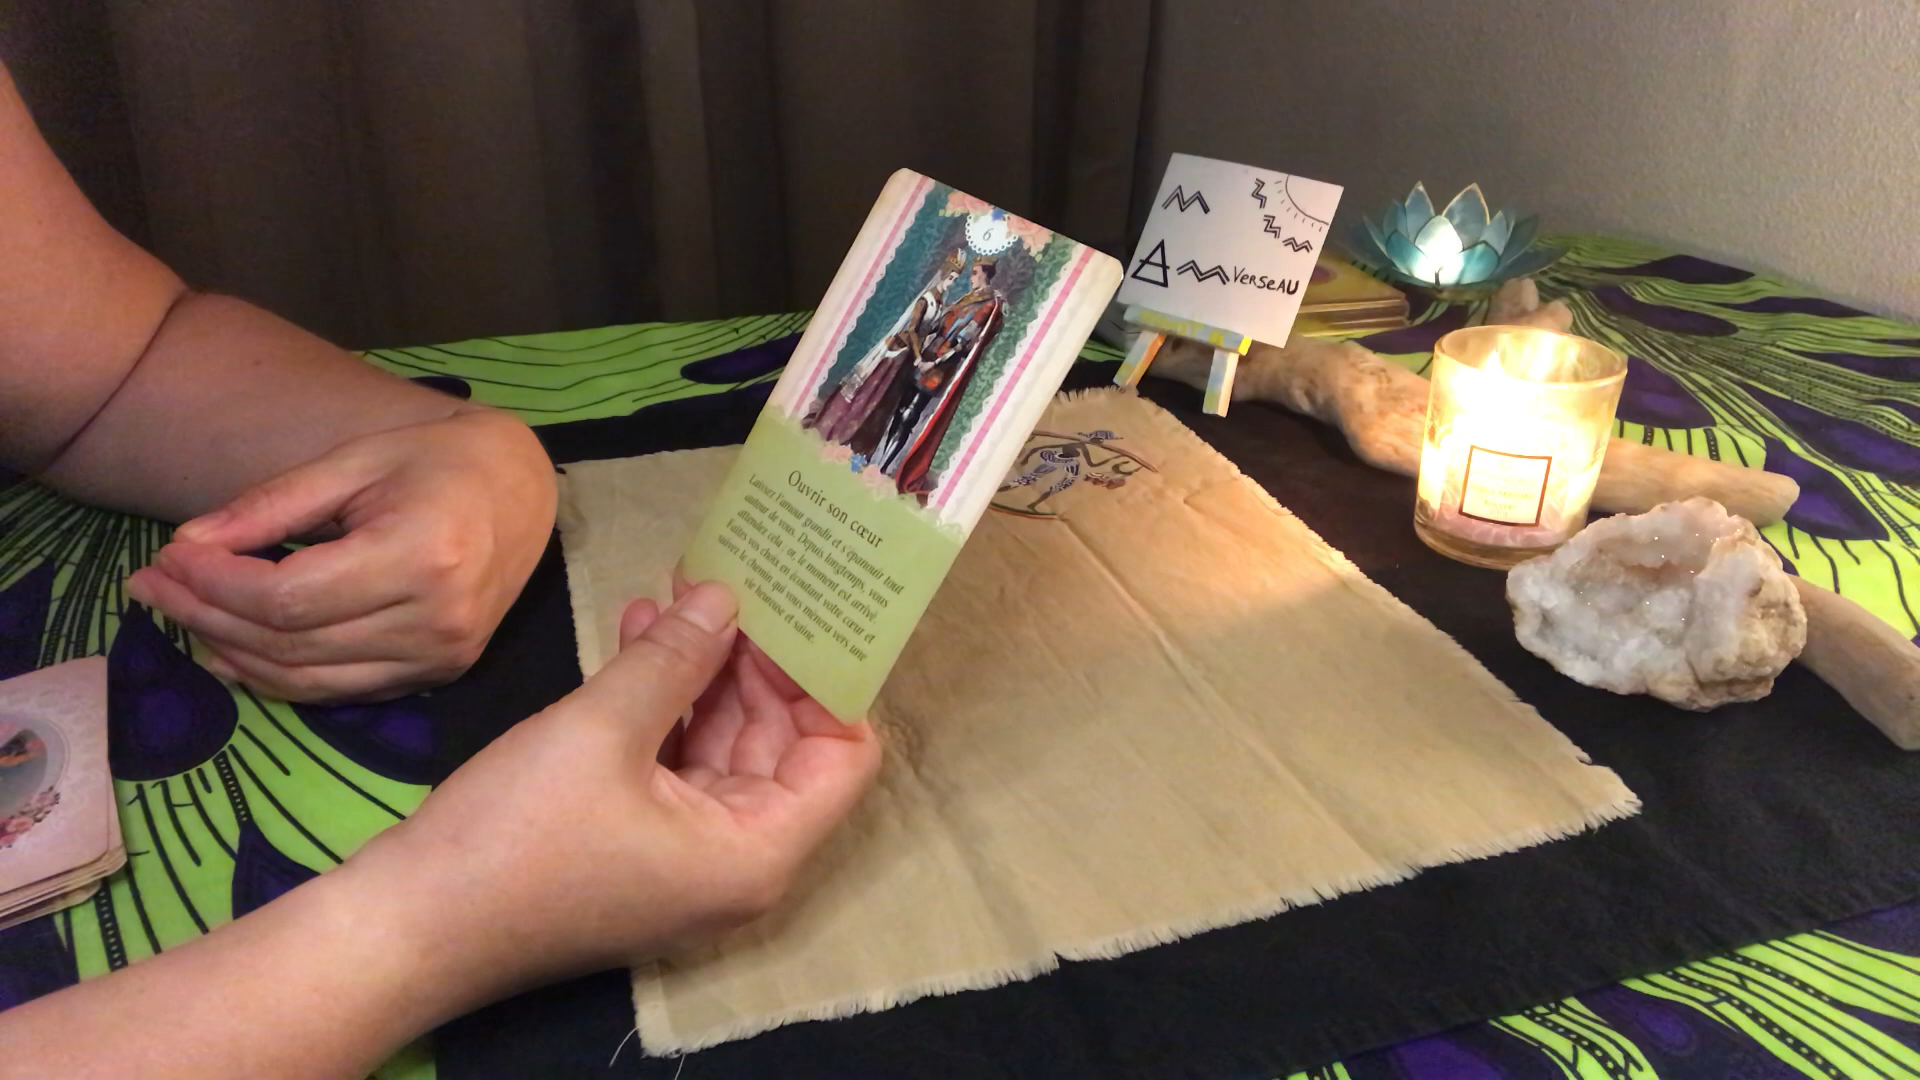 6
Ouvrir son cœur
Laissez l'amour grandir et s'épanouir tout
autour de vous. Depuis longtemps, vous
attendez cela ; or, le moment est arrivé.
Faites vos choix en écoutant votre cœur et
suivez le chemin qui vous mènera vers une
vie heureuse et saine.
VERSEAU